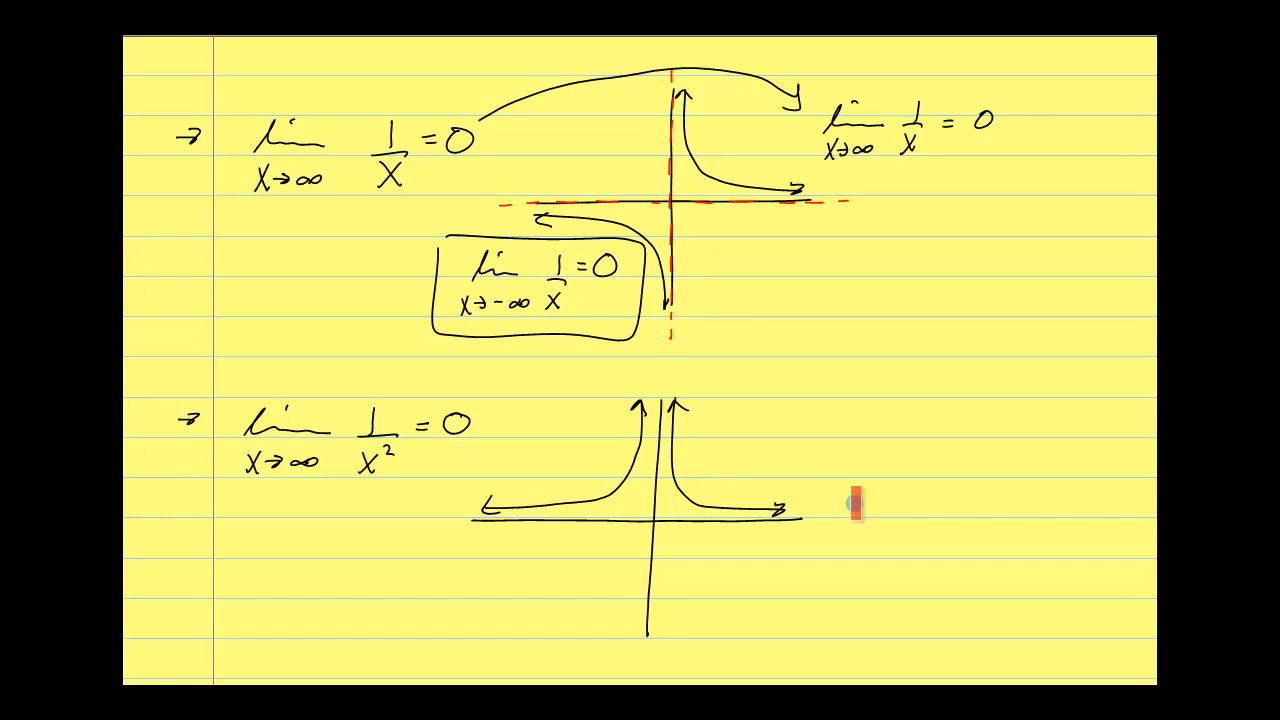 → lim x→∞ 1/x = 0
lim x→∞ 1/x = 0
lim x→-∞ 1/x = 0
→ lim x→∞ 1/x² = 0